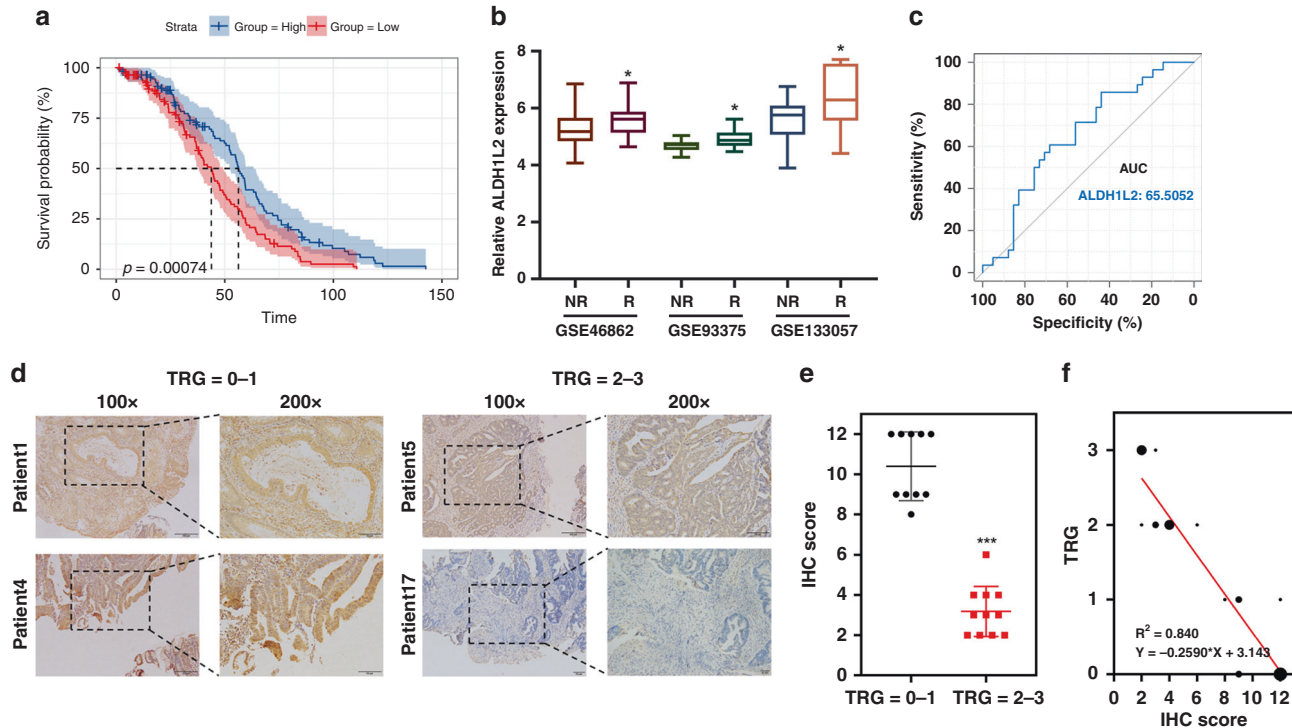 a
Strata Group = High Group = Low
Survival probability (%)
100
75
50
25
0
p = 0.00074
0 50 100 150
Time
b
Relative ALDH1L2 expression
8
6
4
2
0
* * *
NR R NR R NR R
GSE46862 GSE93375 GSE133057
c
Sensitivity (%)
100
80
60
40
20
0
AUC
ALDH1L2: 65.5052
100 80 60 40 20 0
Specificity (%)
d
TRG = 0–1 TRG = 2–3
100× 200× 100× 200×
Patient1
Patient5
Patient4
Patient17
e
IHC score
12
10
8
6
4
2
0
***
TRG = 0–1 TRG = 2–3
f
TRG
3
2
1
0
R² = 0.840
Y = –0.2590*X + 3.143
0 2 4 6 8 10 12
IHC score